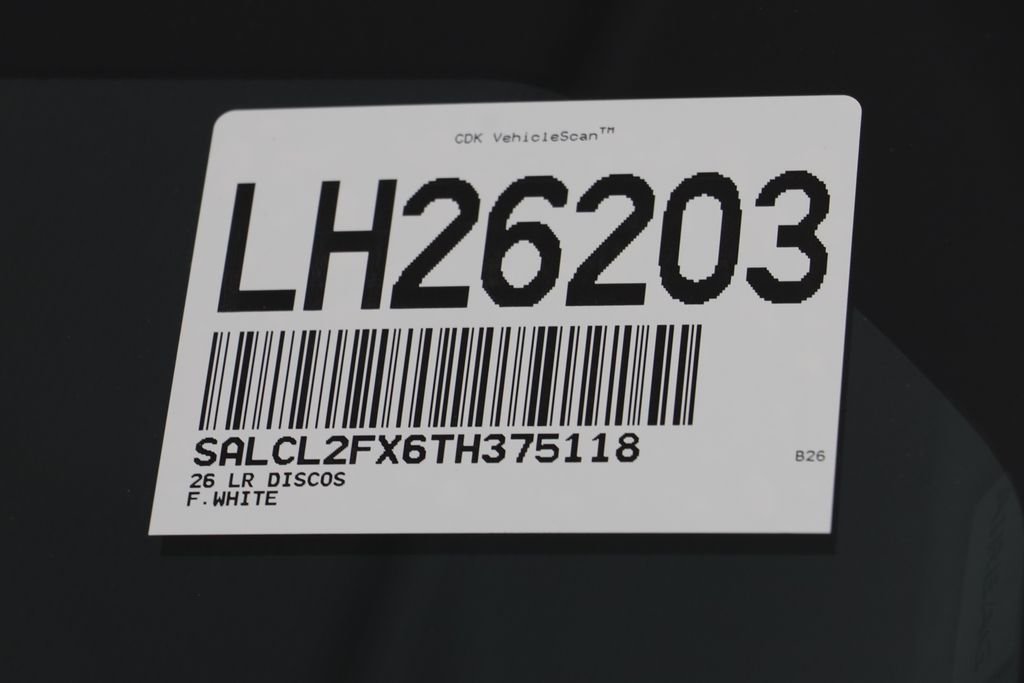 CDK VehicleScan™
LH26203
SALCL2FX6TH375118
26 LR DISCOS
F.WHITE
B26